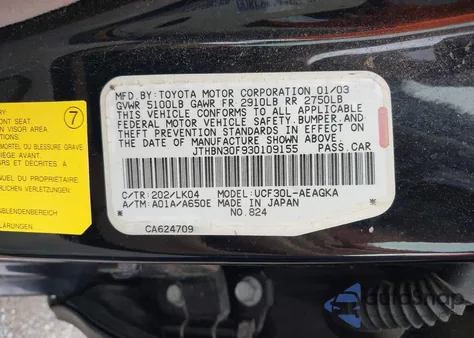 MFD. BY: TOYOTA MOTOR CORPORATION 01/03
GVWR 5100LB GAWR FR 2910LB RR 2750LB
THIS VEHICLE CONFORMS TO ALL APPLICABLE
FEDERAL MOTOR VEHICLE SAFETY, BUMPER, AND
THEFT PREVENTION STANDARDS IN EFFECT ON
THE DATE OF MANUFACTURE SHOWN ABOVE.
JTHBN30F930109155 PASS.CAR
C/TR: 202/LK04 MODEL: UCF30L-AEAGKA
A/TM: A01A/A650E MADE IN JAPAN
NO.824
CA624709
7
SEAT.
AutoSnap